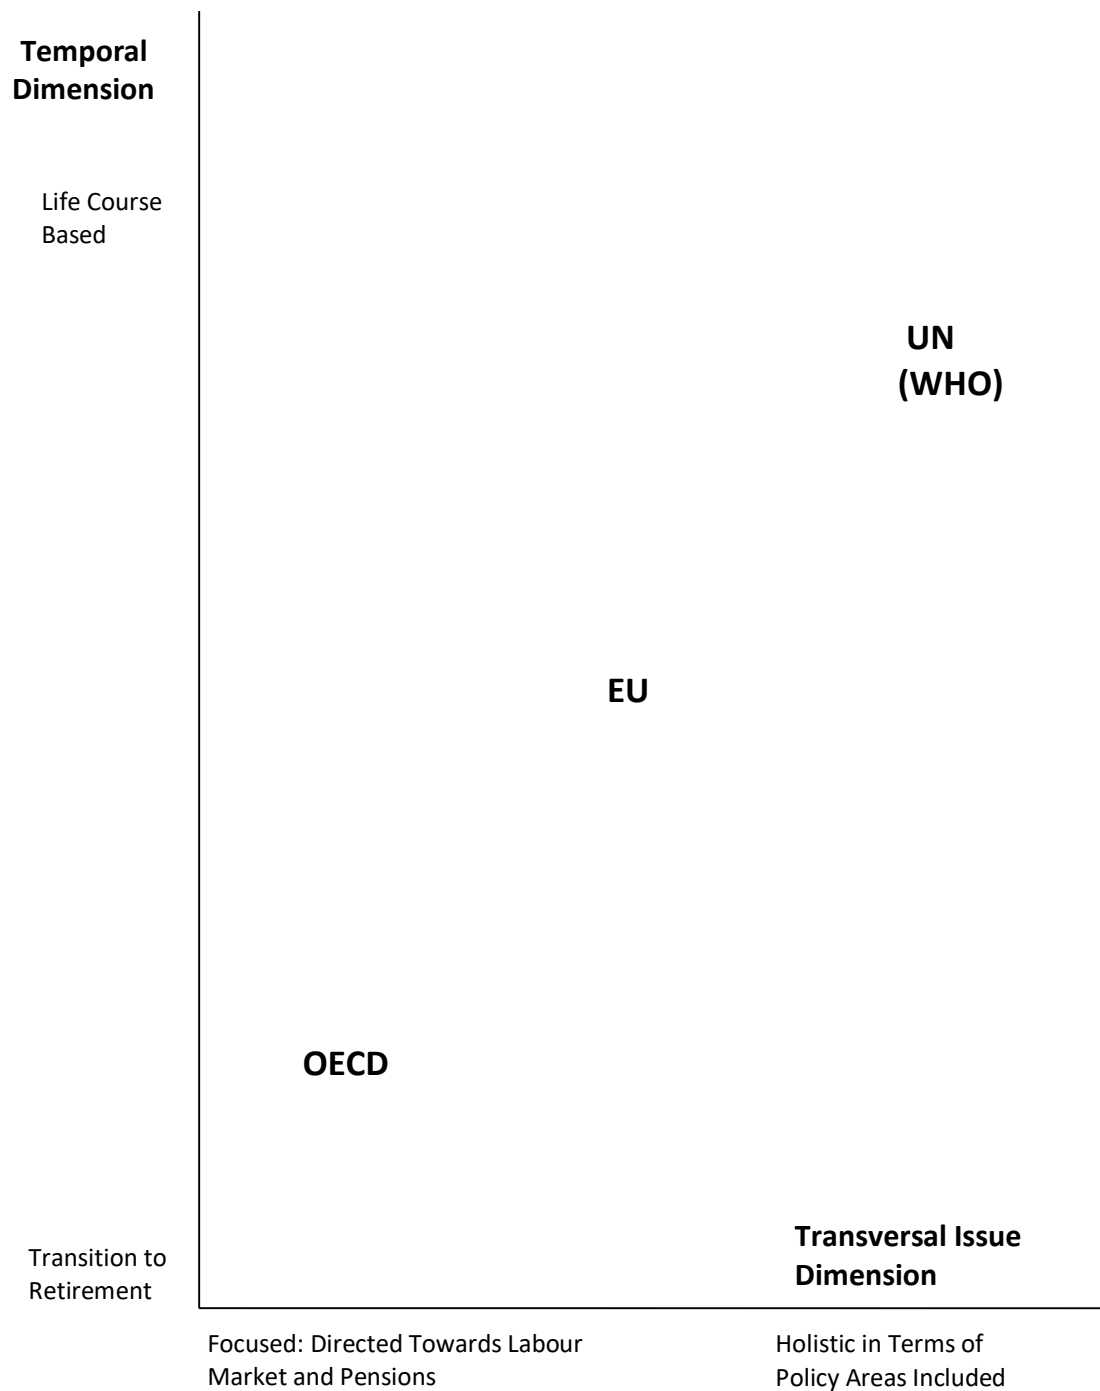 Temporal
Dimension
Life Course
Based
UN
(WHO)
EU
OECD
Transversal Issue
Dimension
Transition to
Retirement
Focused: Directed Towards Labour
Market and Pensions
Holistic in Terms of
Policy Areas Included